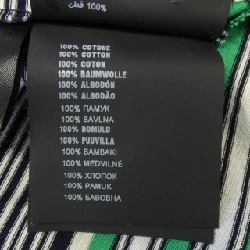 100% قطن
100% COTONE
100% COTTON
100% COTON
100% BAUMWOLLE
100% ALGODÓN
100% ALGODÃO
100% ПАМУК
100% BAVLNA
100% BOMULD
100% PUUVILLA
100% BAMBAKI
100% MEDVILNĖ
100% ХЛОПОК
100% PAMUK
100% БАВОВНА